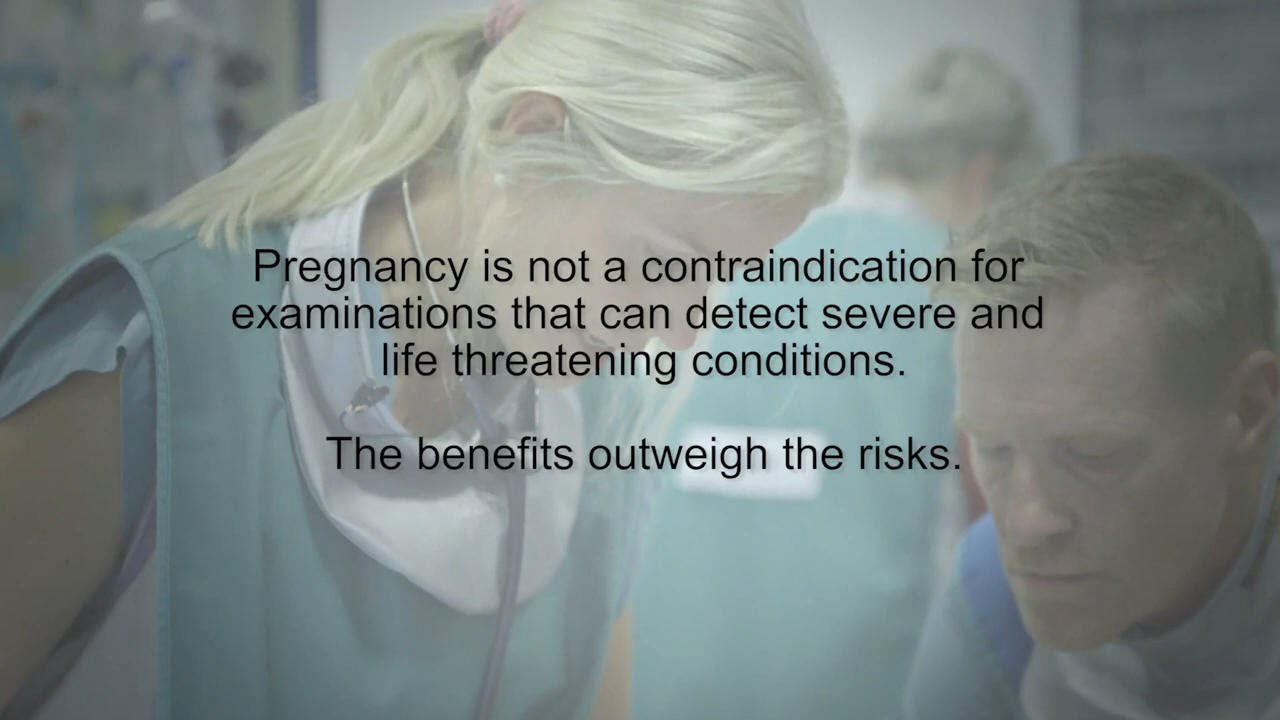 Pregnancy is not a contraindication for
examinations that can detect severe and
life threatening conditions.
The benefits outweigh the risks.